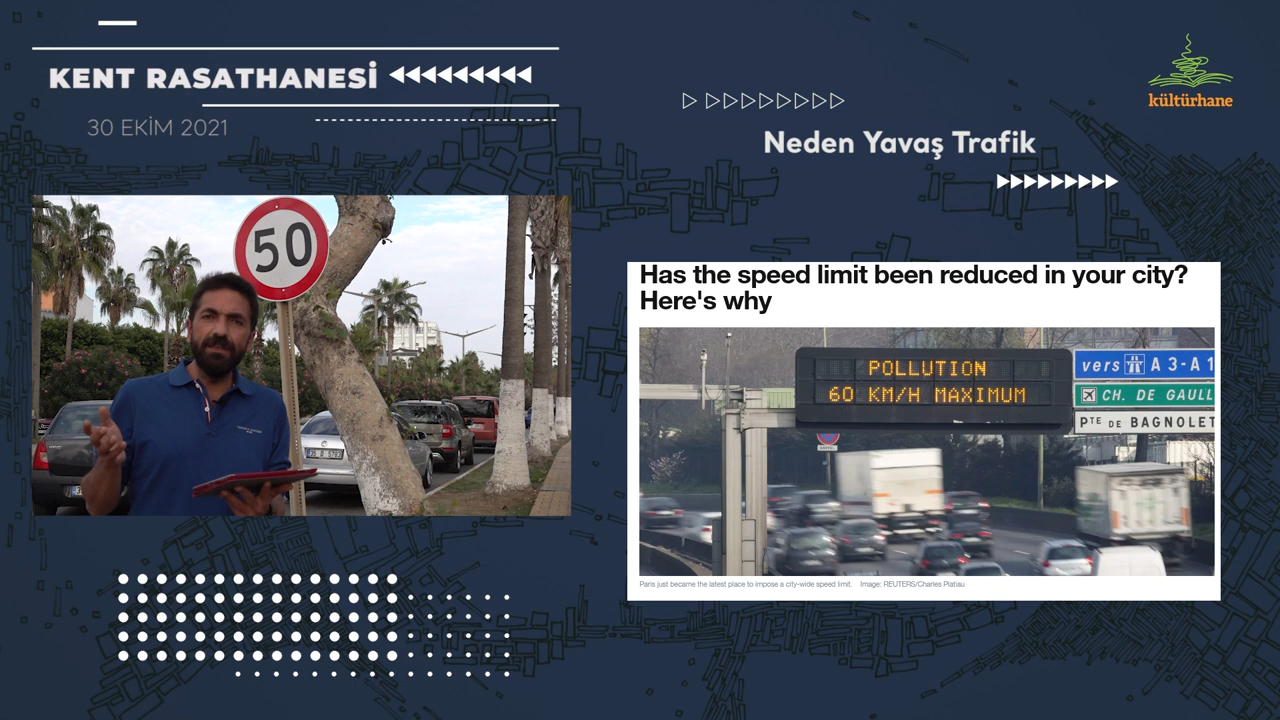 KENT RASATHANESİ
30 EKİM 2021
kültürhane
Neden Yavaş Trafik
50
Has the speed limit been reduced in your city?
Here's why
POLLUTION
60 KM/H MAXIMUM
vers A 3-A 1
CH. DE GAULL
PTE DE BAGNOLET
Paris just became the latest place to impose a city-wide speed limit. Image: REUTERS/Charles Platiau